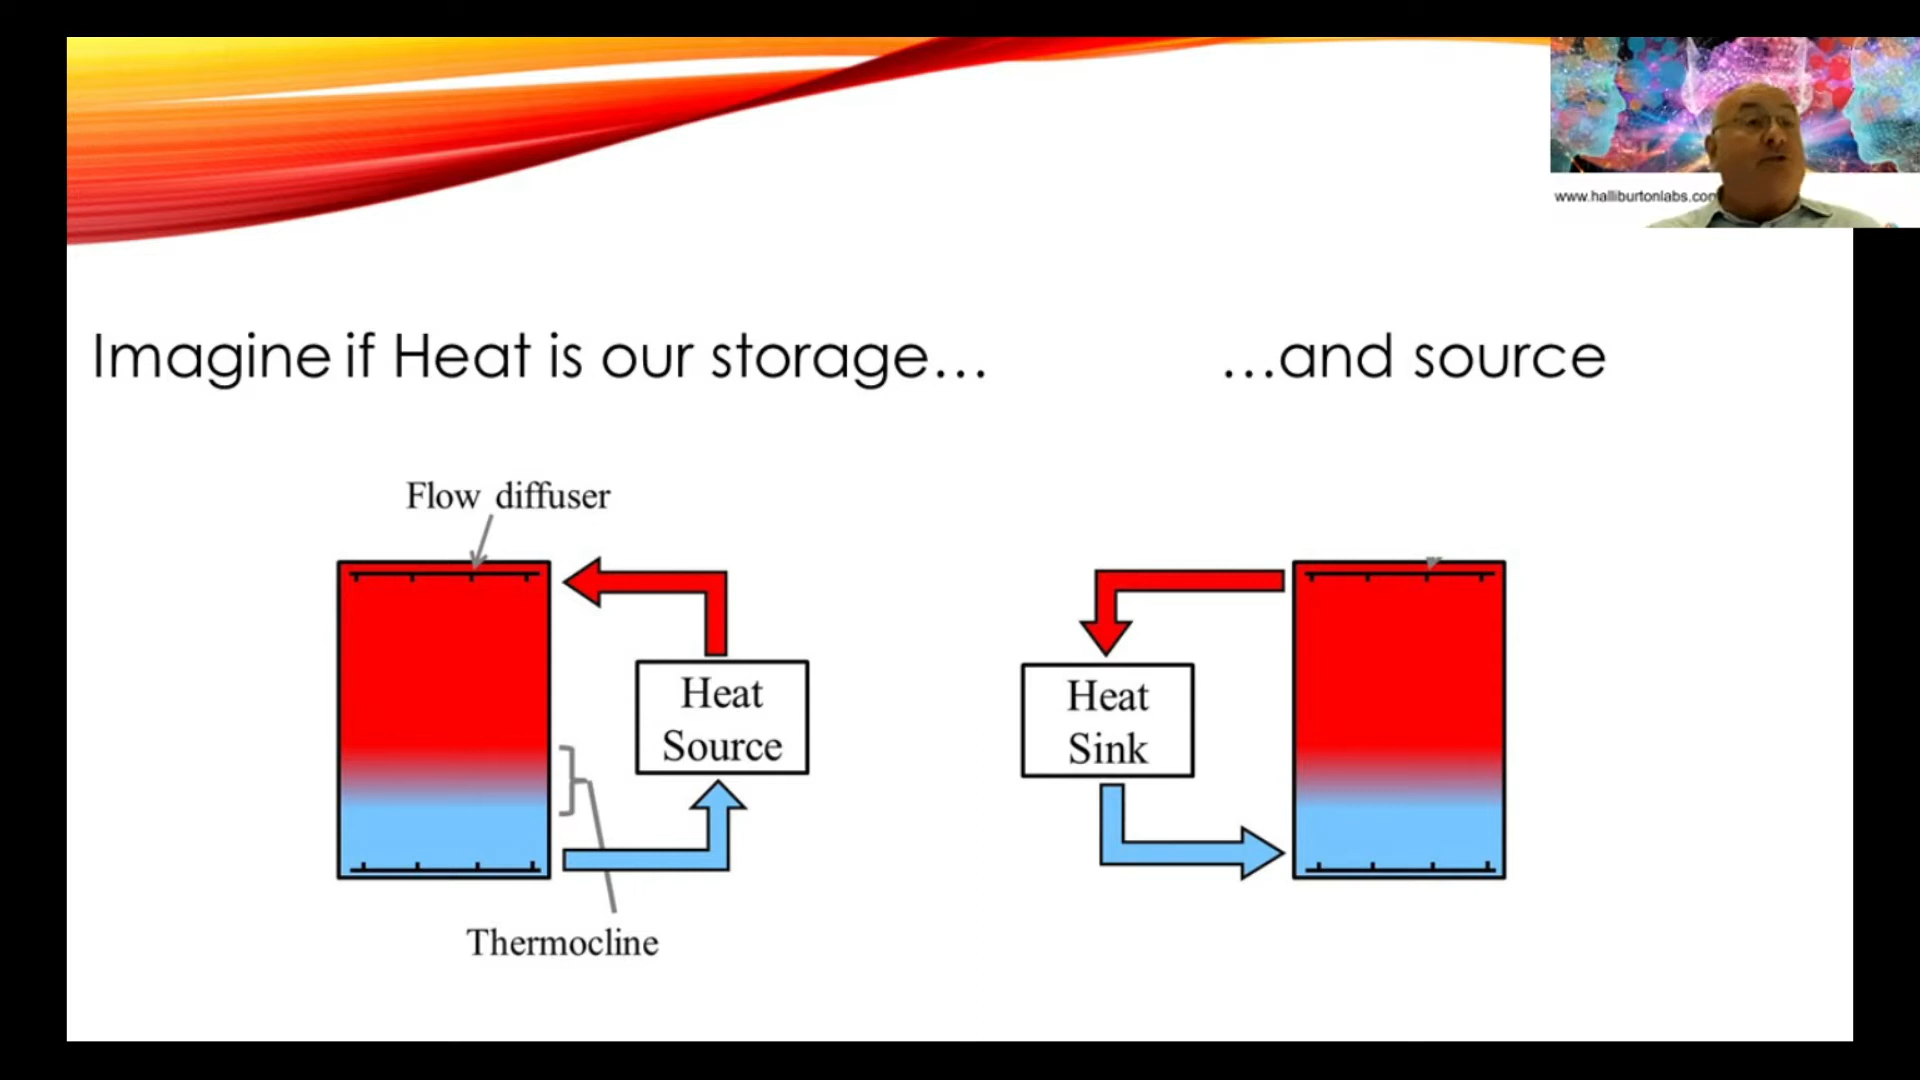 www.halliburtonlabs.com
Imagine if Heat is our storage…
…and source
Flow diffuser
Heat
Source
Heat
Sink
Thermocline